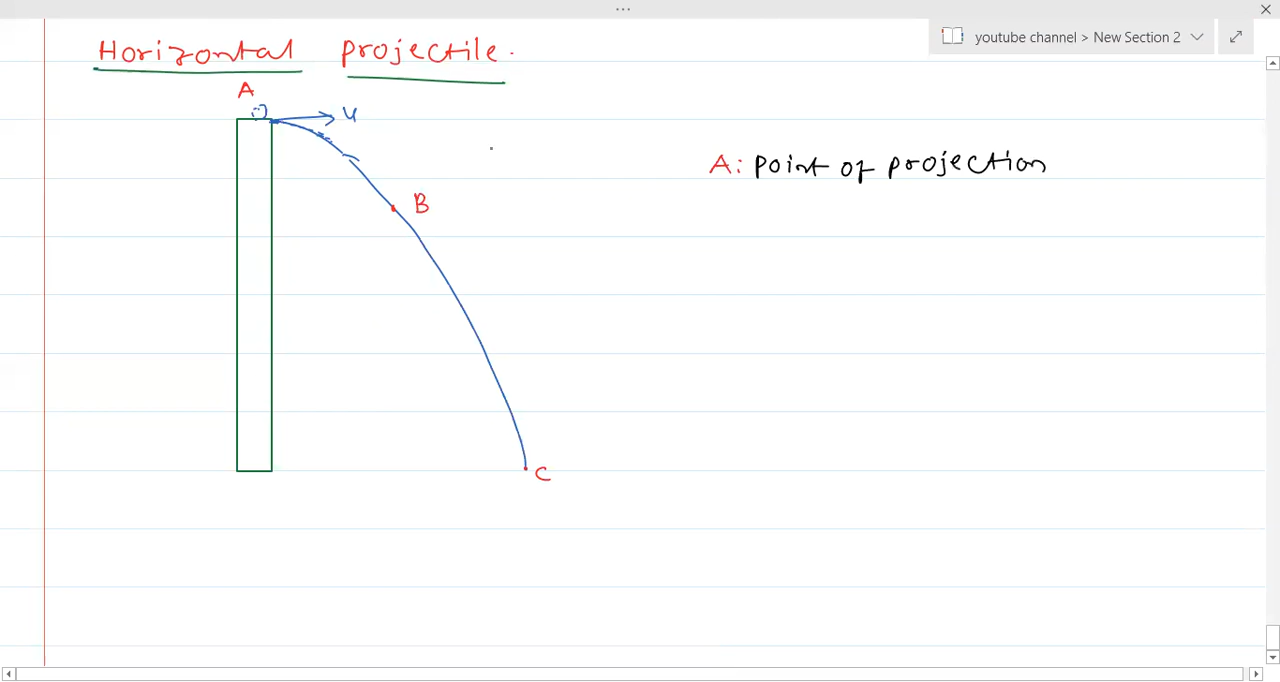 youtube channel > New Section 2
Horizontal projectile.
A
u
A: point of projection
B
C